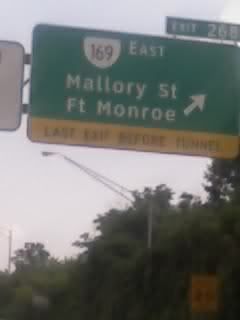 EXIT 268
169 EAST
Mallory St
Ft Monroe
LAST EXIT BEFORE TUNNEL